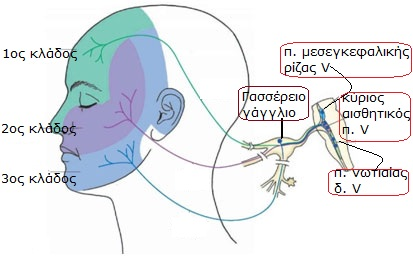 1ος κλάδος
2ος κλάδος
3ος κλάδος
Γασσέρειο
γάγγλιο
π. μεσεγκεφαλικής
ρίζας V
κύριος
αισθητικός
π. V
π. νωτιαίας
δ. V